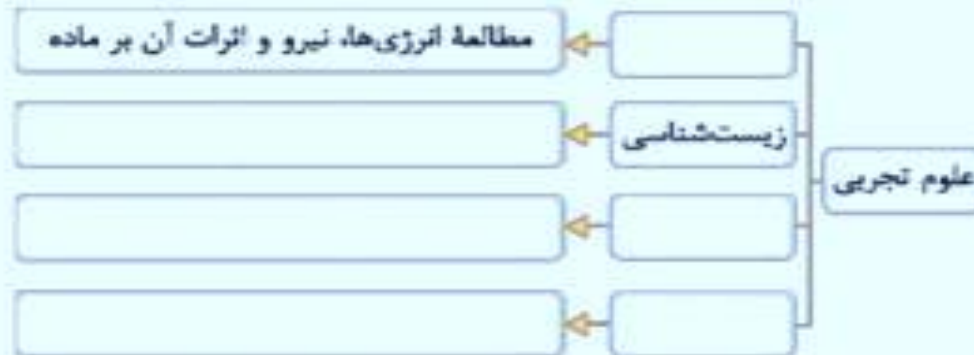 علوم تجربی
مطالعهٔ انرژی‌ها، نیرو و اثرات آن بر ماده
زیست‌شناسی